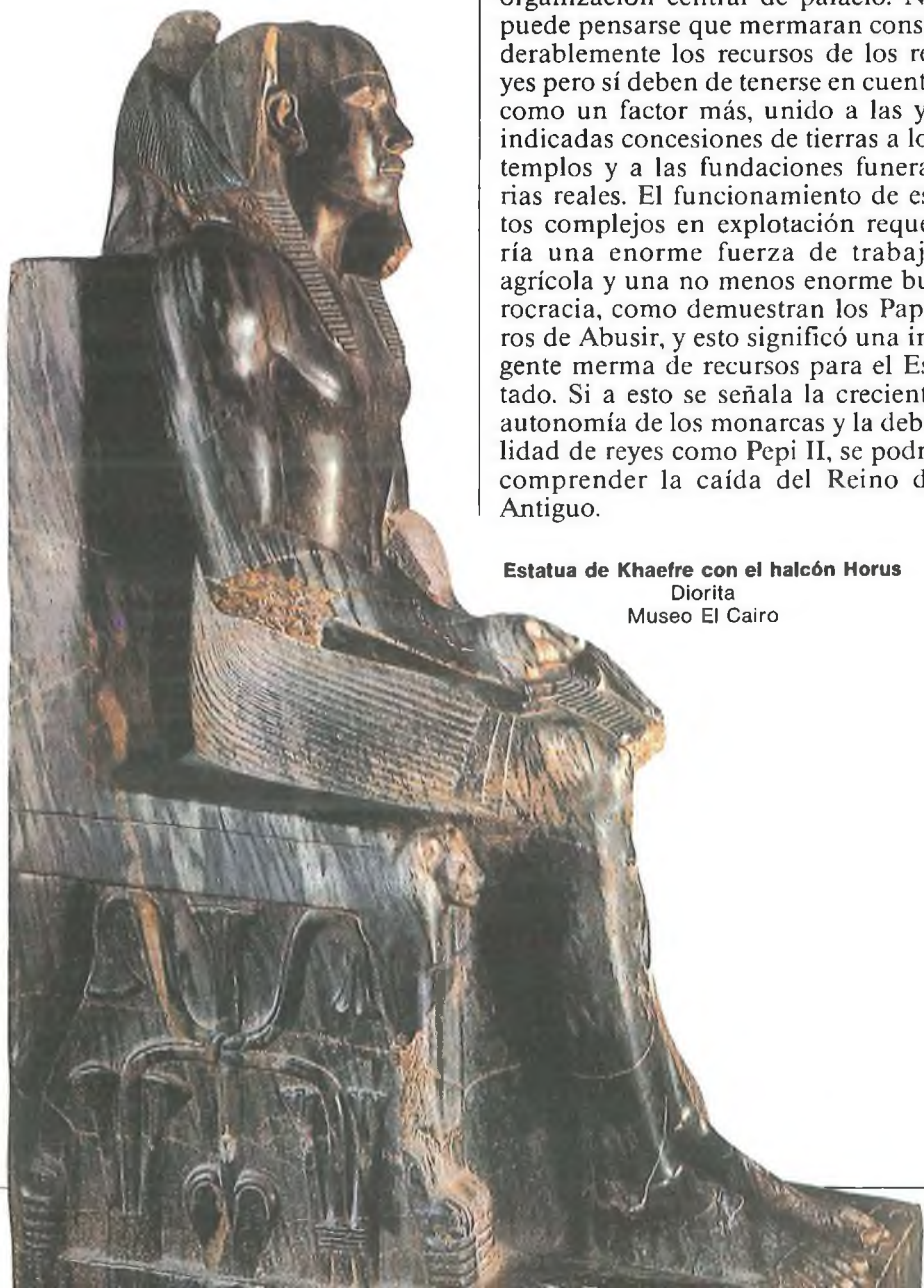 organización central de palacio. N
puede pensarse que mermaran cons
derablemente los recursos de los re
yes pero sí deben de tenerse en cuent
como un factor más, unido a las y
indicadas concesiones de tierras a lo
templos y a las fundaciones funera
rias reales. El funcionamiento de es
tos complejos en explotación reque
ría una enorme fuerza de trabaj
agrícola y una no menos enorme bu
rocracia, como demuestran los Pap
ros de Abusir, y esto significó una in
gente merma de recursos para el Es
tado. Si a esto se señala la crecient
autonomía de los monarcas y la deb
lidad de reyes como Pepi II, se podr
comprender la caída del Reino d
Antiguo.
Estatua de Khaefre con el halcón Horus
Diorita
Museo El Cairo